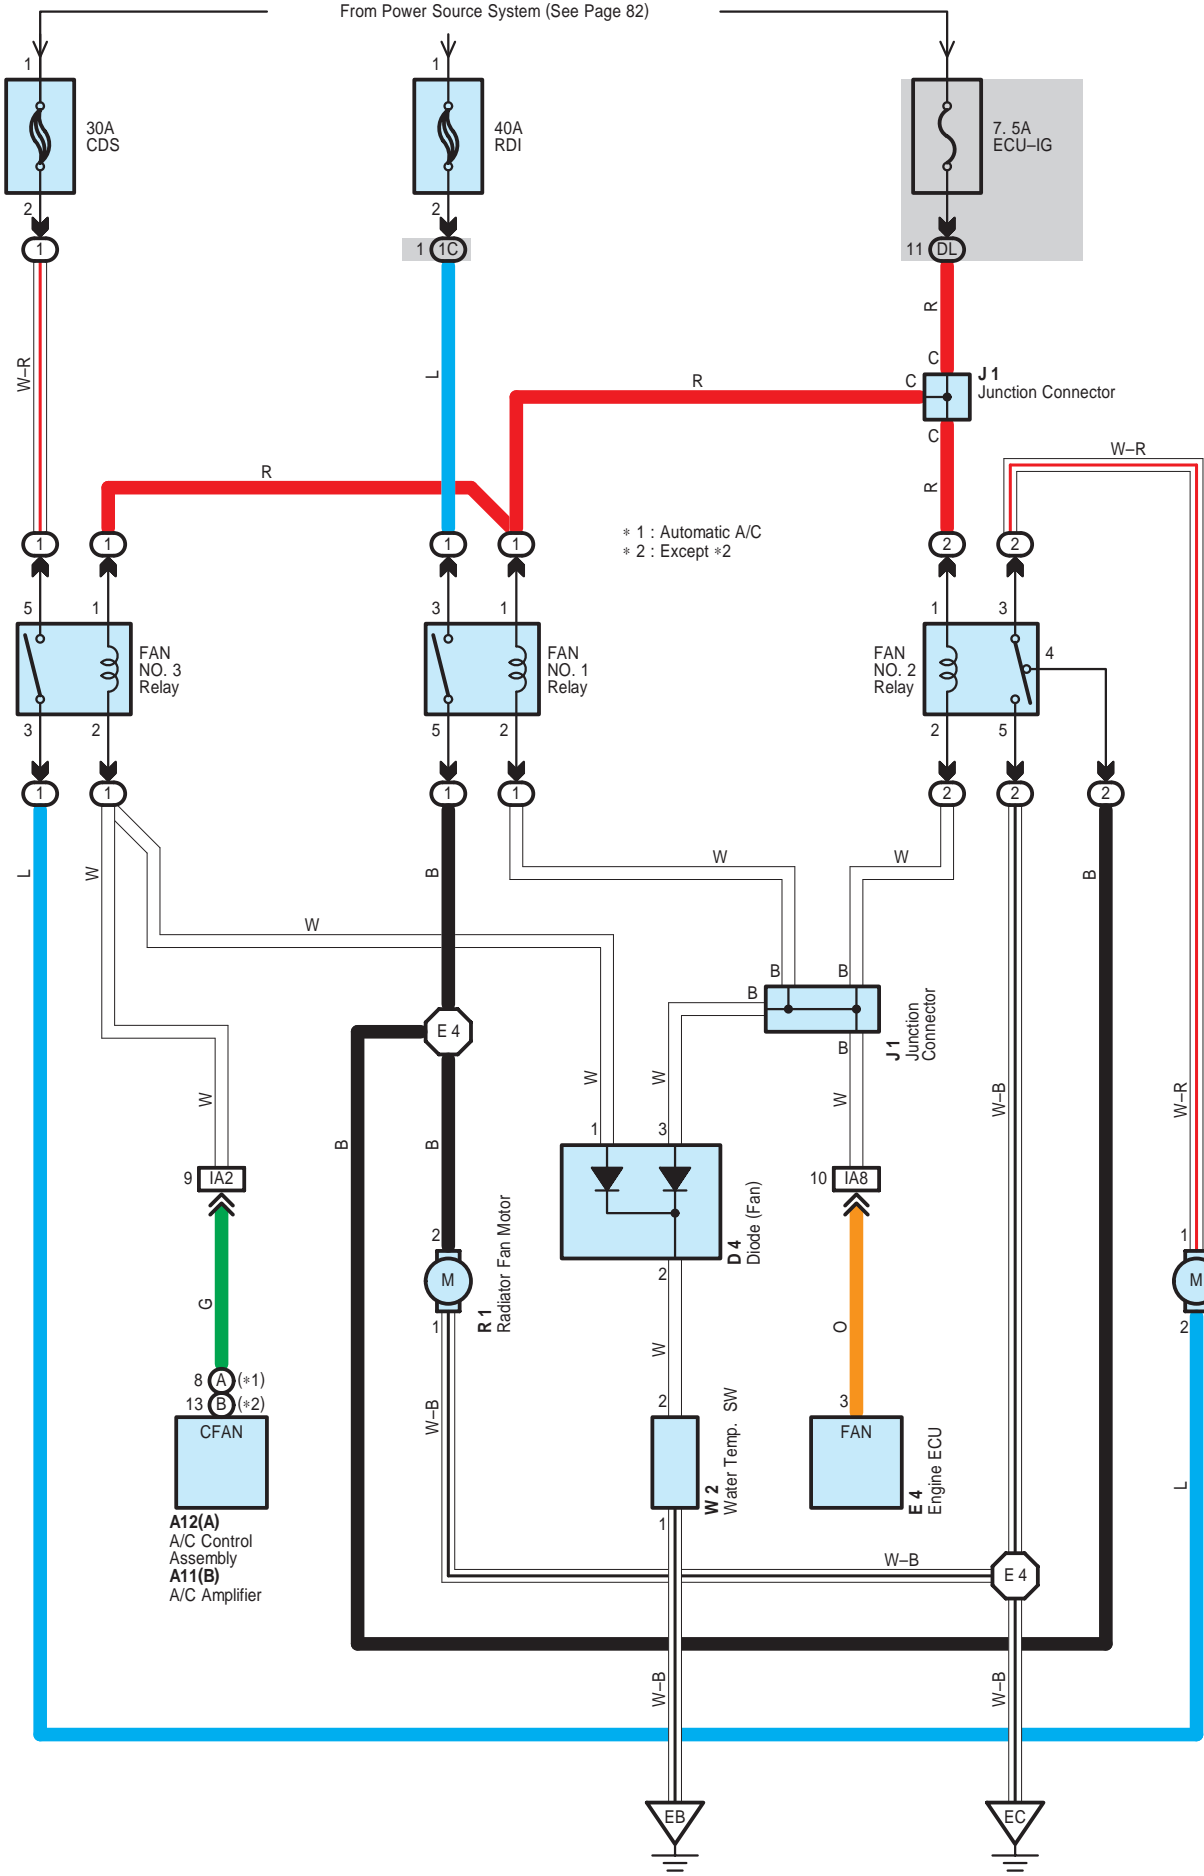 From Power Source System (See Page 82)
1
1
30A
CDS
40A
RDI
7. 5A
ECU–IG
2
2
1
1
1C
11
DL
R
W–R
L
C
C
R
J 1
Junction Connector
C
R
R
W–R
∗ 1 : Automatic A/C
∗ 2 : Except ∗2
1
1
1
1
2
2
5
1
3
1
1
3
FAN
NO. 3
Relay
FAN
NO. 1
Relay
FAN
NO. 2
Relay
4
3
2
5
2
2
5
1
1
1
1
2
2
2
L
W
B
W
W
B
W
B
B
B
E 4
B
J 1
Junction
Connector
W
B
B
W
W
W
W–B
W–R
1
3
9
IA2
10
IA8
D 4
Diode (Fan)
2
M
R 1
Radiator Fan Motor
1
2
1
M
2
G
O
W
W–B
8
A
(∗1)
13
B
(∗2)
CFAN
A12(A)
A/C Control
Assembly
A11(B)
A/C Amplifier
2
W 2
Water Temp. SW
1
3
FAN
E 4
Engine ECU
L
W–B
E 4
W–B
W–B
EB
EC